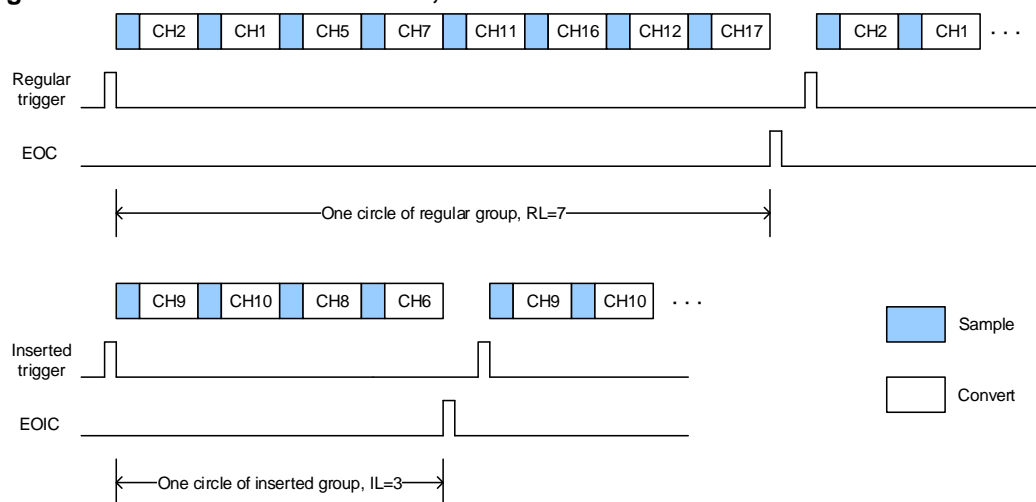 CH2 CH1 CH5 CH7 CH11 CH16 CH12 CH17 CH2 CH1 . . .
Regular
trigger
EOC
One circle of regular group, RL=7
CH9 CH10 CH8 CH6 CH9 CH10 . . .
Sample
Inserted
trigger
Convert
EOIC
One circle of inserted group, IL=3